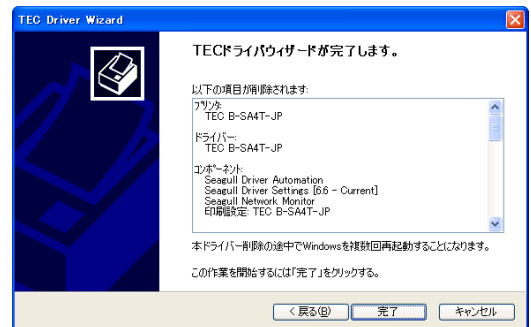 TEC Driver Wizard
TECドライバウィザードが完了します。
以下の項目が削除されます:
プリンタ:
TEC B-SA4T-JP
ドライバー:
TEC B-SA4T-JP
コンポーネント:
Seagull Driver Automation
Seagull Driver Settings [6.6 - Current]
Seagull Network Monitor
印刷設定: TEC B-SA4T-JP
本ドライバー削除の途中でWindowsを複数回再起動することになります。
この作業を開始するには「完了」をクリックする。
< 戻る(B)
完了
キャンセル